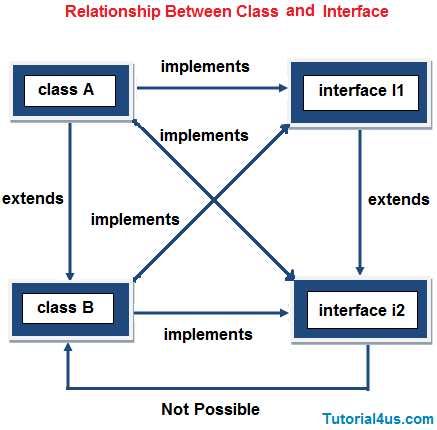 Relationship Between Class and Interface
implements
class A
interface I1
implements
extends
extends
implements
class B
interface i2
implements
Not Possible
Tutorial4us.com